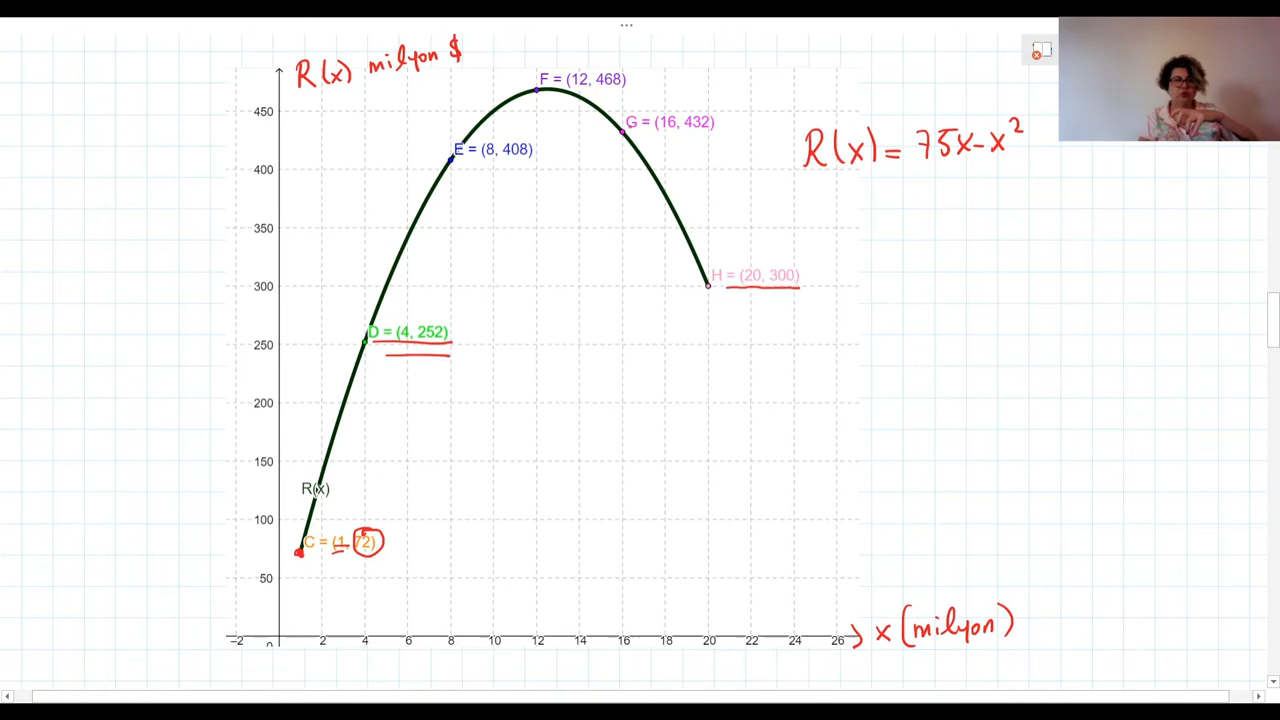 R(x) milyon $
F = (12, 468)
450
G = (16, 432)
R(x) = 75x-x²
E = (8, 408)
400
350
H = (20, 300)
300
D = (4, 252)
250
200
150
R(x)
100
C = (1, 72)
50
x (milyon)
−2 0 2 4 6 8 10 12 14 16 18 20 22 24 26